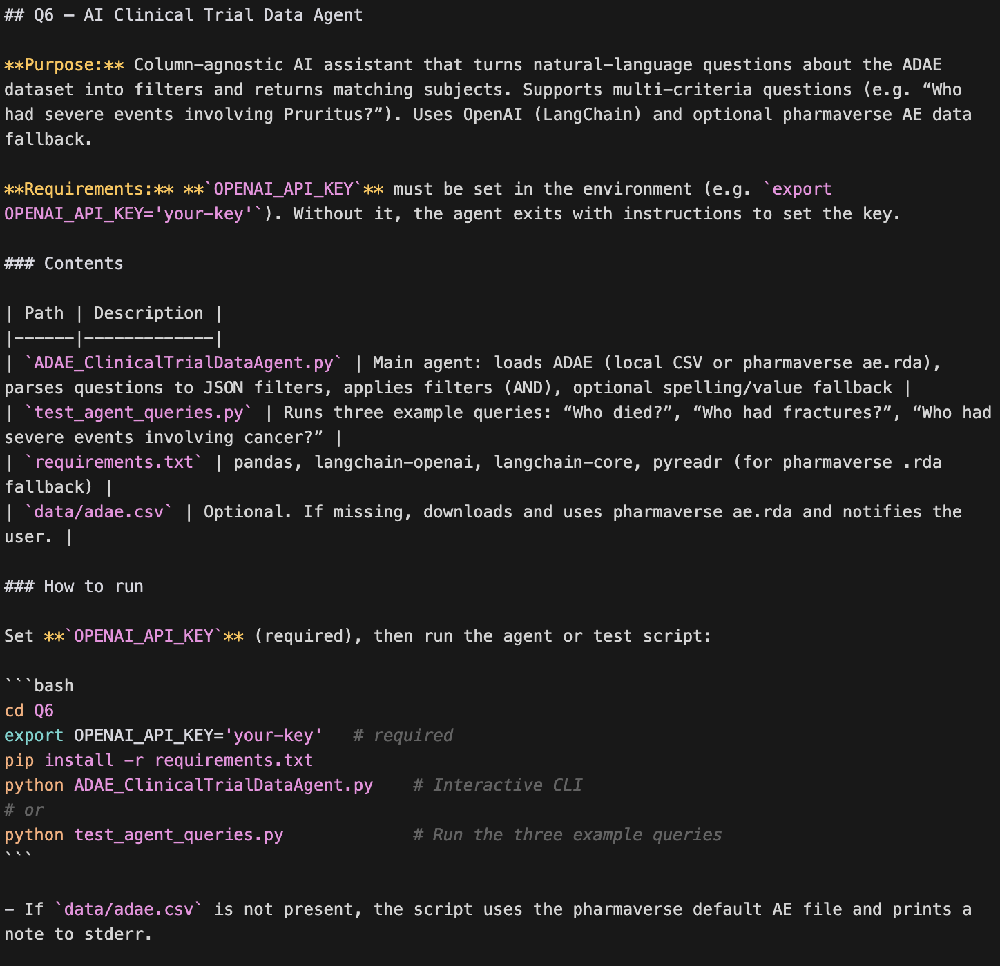 ## Q6 — AI Clinical Trial Data Agent
**Purpose:** Column-agnostic AI assistant that turns natural-language questions about the ADAE
dataset into filters and returns matching subjects. Supports multi-criteria questions (e.g. “Who
had severe events involving Pruritus?”). Uses OpenAI (LangChain) and optional pharmaverse AE data
fallback.
**Requirements:** **`OPENAI_API_KEY`** must be set in the environment (e.g. `export
OPENAI_API_KEY='your-key'`). Without it, the agent exits with instructions to set the key.
### Contents
| Path | Description |
|------|-------------|
| `ADAE_ClinicalTrialDataAgent.py` | Main agent: loads ADAE (local CSV or pharmaverse ae.rda),
parses questions to JSON filters, applies filters (AND), optional spelling/value fallback |
| `test_agent_queries.py` | Runs three example queries: “Who died?”, “Who had fractures?”, “Who had
severe events involving cancer?” |
| `requirements.txt` | pandas, langchain-openai, langchain-core, pyreadr (for pharmaverse .rda
fallback) |
| `data/adae.csv` | Optional. If missing, downloads and uses pharmaverse ae.rda and notifies the
user. |
### How to run
Set **`OPENAI_API_KEY`** (required), then run the agent or test script:
```bash
cd Q6
export OPENAI_API_KEY='your-key'   # required
pip install -r requirements.txt
python ADAE_ClinicalTrialDataAgent.py    # Interactive CLI
# or
python test_agent_queries.py             # Run the three example queries
```
- If `data/adae.csv` is not present, the script uses the pharmaverse default AE file and prints a
note to stderr.